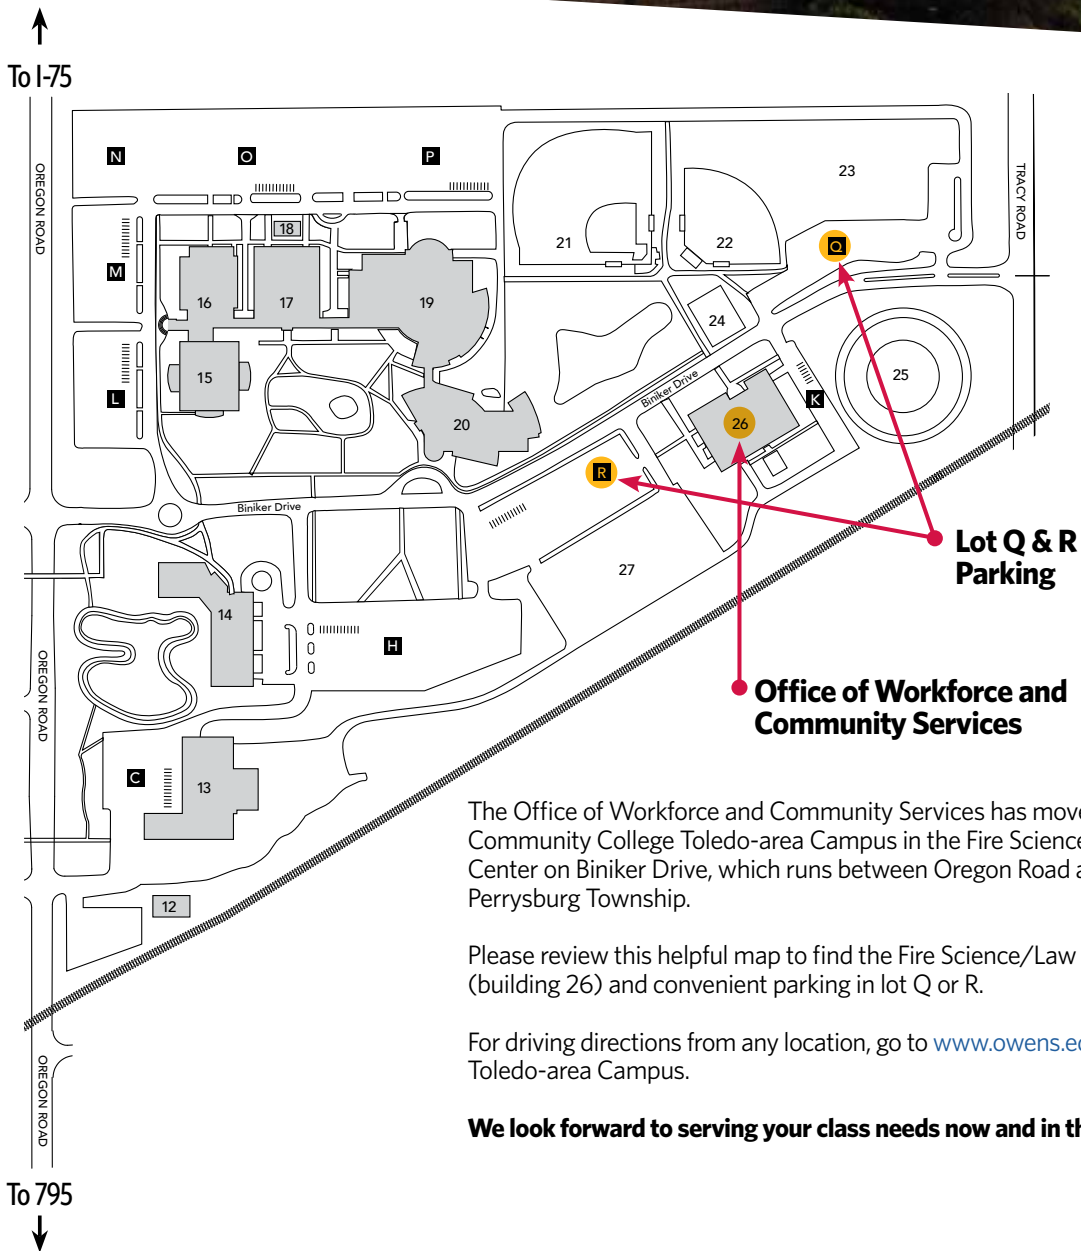 To I-75
N
O
P
OREGON ROAD
TRACY ROAD
23
18
21
22
Q
M
16
17
19
24
15
25
L
Biniker Drive
K
20
26
R
Biniker Drive
Lot Q & R
Parking
27
14
H
OREGON ROAD
Office of Workforce and
Community Services
C
13
The Office of Workforce and Community Services has move
Community College Toledo-area Campus in the Fire Science
Center on Biniker Drive, which runs between Oregon Road a
Perrysburg Township.
12
Please review this helpful map to find the Fire Science/Law
(building 26) and convenient parking in lot Q or R.
For driving directions from any location, go to www.owens.ed
Toledo-area Campus.
OREGON ROAD
We look forward to serving your class needs now and in th
To 795